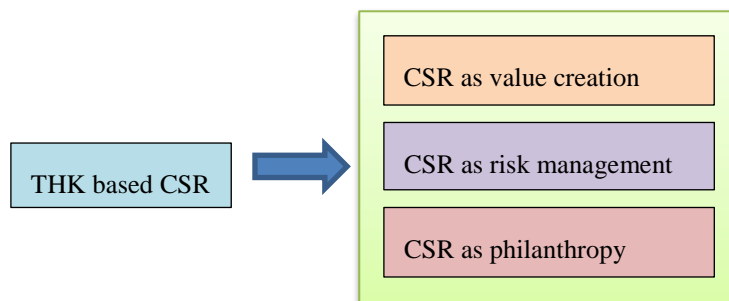 CSR as value creation
CSR as risk management
THK based CSR
CSR as philanthropy